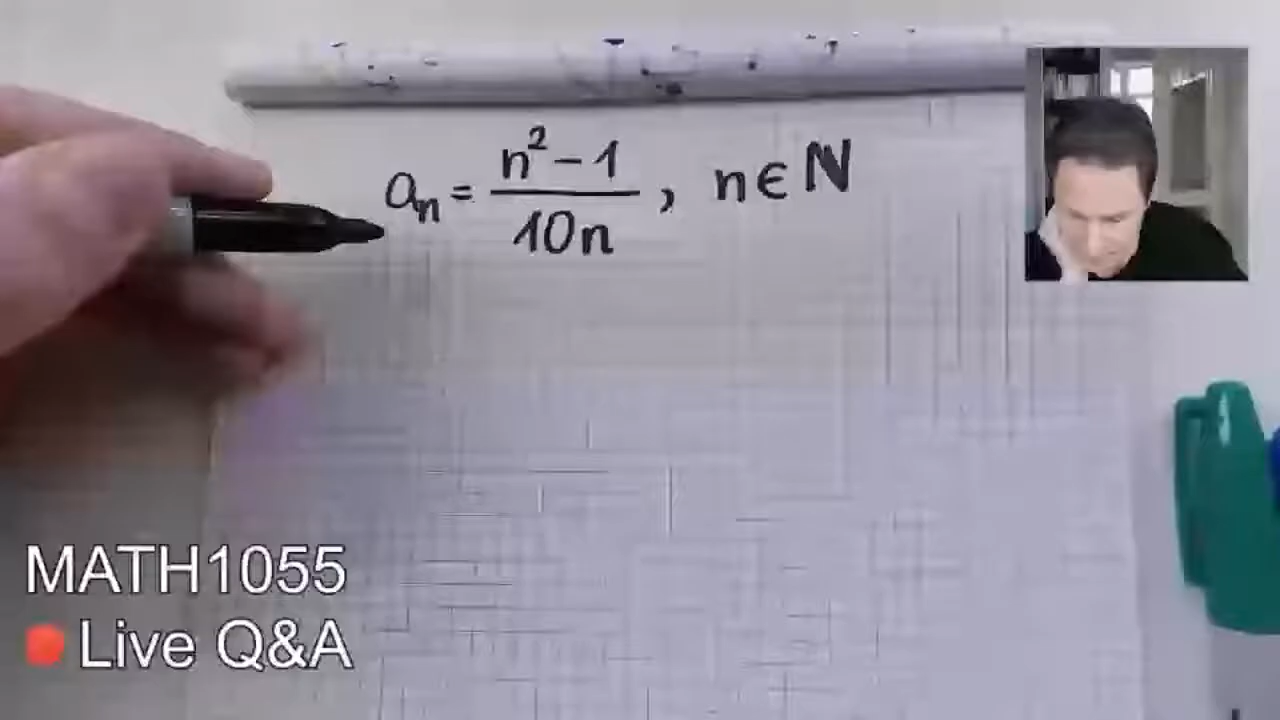 aₙ = (n² − 1) / 10n , n ∈ ℕ
MATH1055
Live Q&A